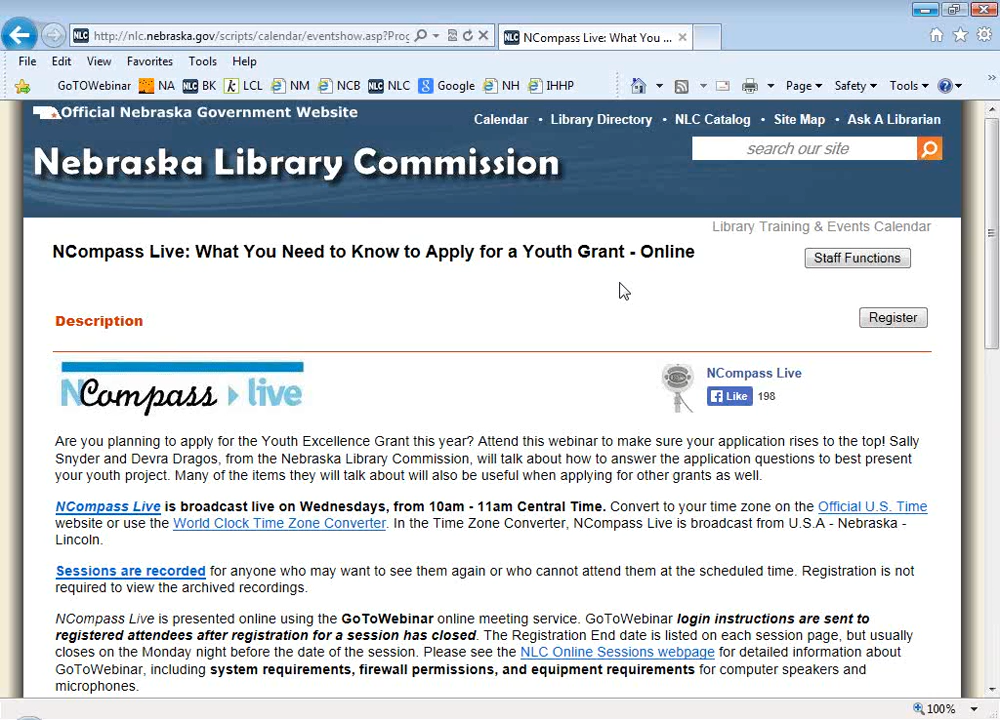 http://nlc.nebraska.gov/scripts/calendar/eventshow.asp?Prog
NLC NCompass Live: What You ...
File Edit View Favorites Tools Help
GoTOWebinar NA NLC BK k LCL NM NCB NLC NLC Google NH IHHP Page Safety Tools
Official Nebraska Government Website
Calendar • Library Directory • NLC Catalog • Site Map • Ask A Librarian
Nebraska Library Commission
search our site
Library Training & Events Calendar
NCompass Live: What You Need to Know to Apply for a Youth Grant - Online
Staff Functions
Description
Register
NCompass live
NCompass Live
Like 198
Are you planning to apply for the Youth Excellence Grant this year? Attend this webinar to make sure your application rises to the top! Sally
Snyder and Devra Dragos, from the Nebraska Library Commission, will talk about how to answer the application questions to best present
your youth project. Many of the items they will talk about will also be useful when applying for other grants as well.
NCompass Live is broadcast live on Wednesdays, from 10am - 11am Central Time. Convert to your time zone on the Official U.S. Time
website or use the World Clock Time Zone Converter. In the Time Zone Converter, NCompass Live is broadcast from U.S.A - Nebraska -
Lincoln.
Sessions are recorded for anyone who may want to see them again or who cannot attend them at the scheduled time. Registration is not
required to view the archived recordings.
NCompass Live is presented online using the GoToWebinar online meeting service. GoToWebinar login instructions are sent to
registered attendees after registration for a session has closed. The Registration End date is listed on each session page, but usually
closes on the Monday night before the date of the session. Please see the NLC Online Sessions webpage for detailed information about
GoToWebinar, including system requirements, firewall permissions, and equipment requirements for computer speakers and
microphones.
100%